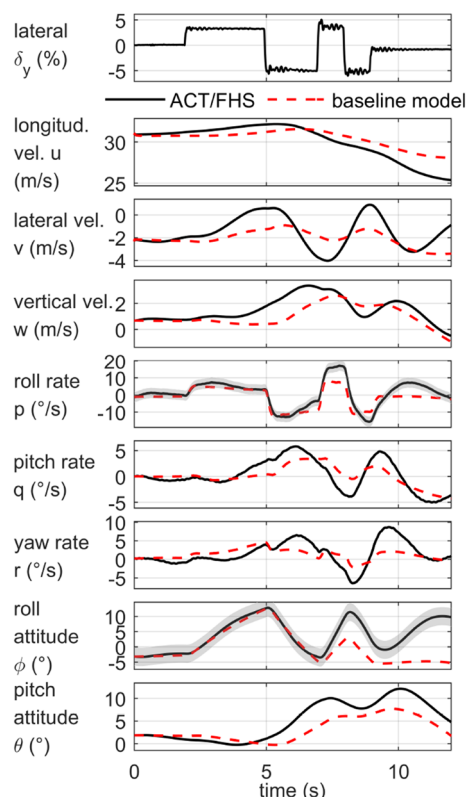 lateral
δy (%)
5
0
-5
ACT/FHS
baseline model
longitud.
vel. u
(m/s)
30
25
lateral vel.
v (m/s)
0
-2
-4
vertical vel.
w (m/s)
2
0
roll rate
p (°/s)
20
10
0
-10
pitch rate
q (°/s)
5
0
-5
yaw rate
r (°/s)
10
5
0
-5
roll
attitude
ϕ (°)
10
5
0
-5
pitch
attitude
θ (°)
10
5
0
0 5 10
time (s)